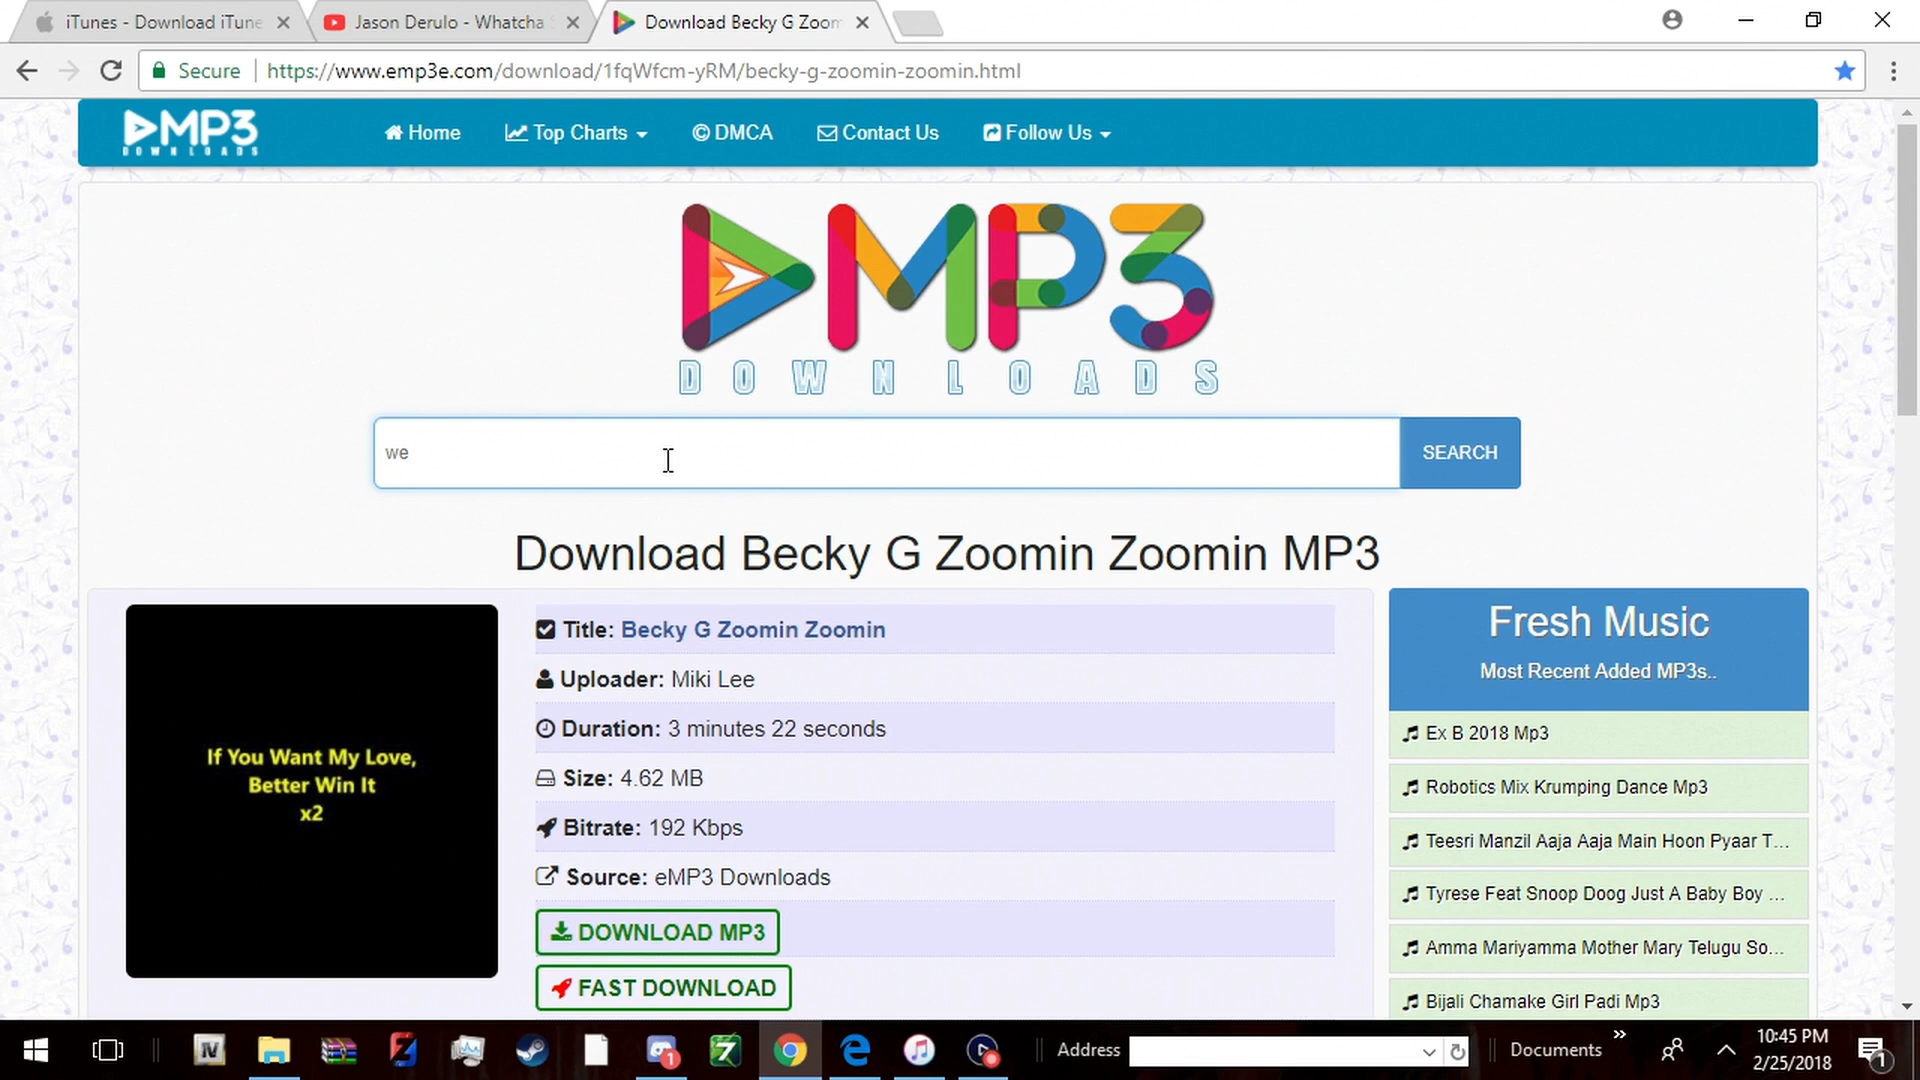 iTunes - Download iTune
Jason Derulo - Whatcha
Download Becky G Zoom
Secure
https://www.emp3e.com/download/1fqWfcm-yRM/becky-g-zoomin-zoomin.html
MP3
DOWNLOADS
Home
Top Charts
DMCA
Contact Us
Follow Us
MP3
DOWNLOADS
we
SEARCH
Download Becky G Zoomin Zoomin MP3
If You Want My Love,
Better Win It
x2
Title: Becky G Zoomin Zoomin
Uploader: Miki Lee
Duration: 3 minutes 22 seconds
Size: 4.62 MB
Bitrate: 192 Kbps
Source: eMP3 Downloads
DOWNLOAD MP3
FAST DOWNLOAD
Fresh Music
Most Recent Added MP3s..
Ex B 2018 Mp3
Robotics Mix Krumping Dance Mp3
Teesri Manzil Aaja Aaja Main Hoon Pyaar T...
Tyrese Feat Snoop Doog Just A Baby Boy ...
Amma Mariyamma Mother Mary Telugu So...
Bijali Chamake Girl Padi Mp3
IV
1
Address
Documents
10:45 PM
2/25/2018
1